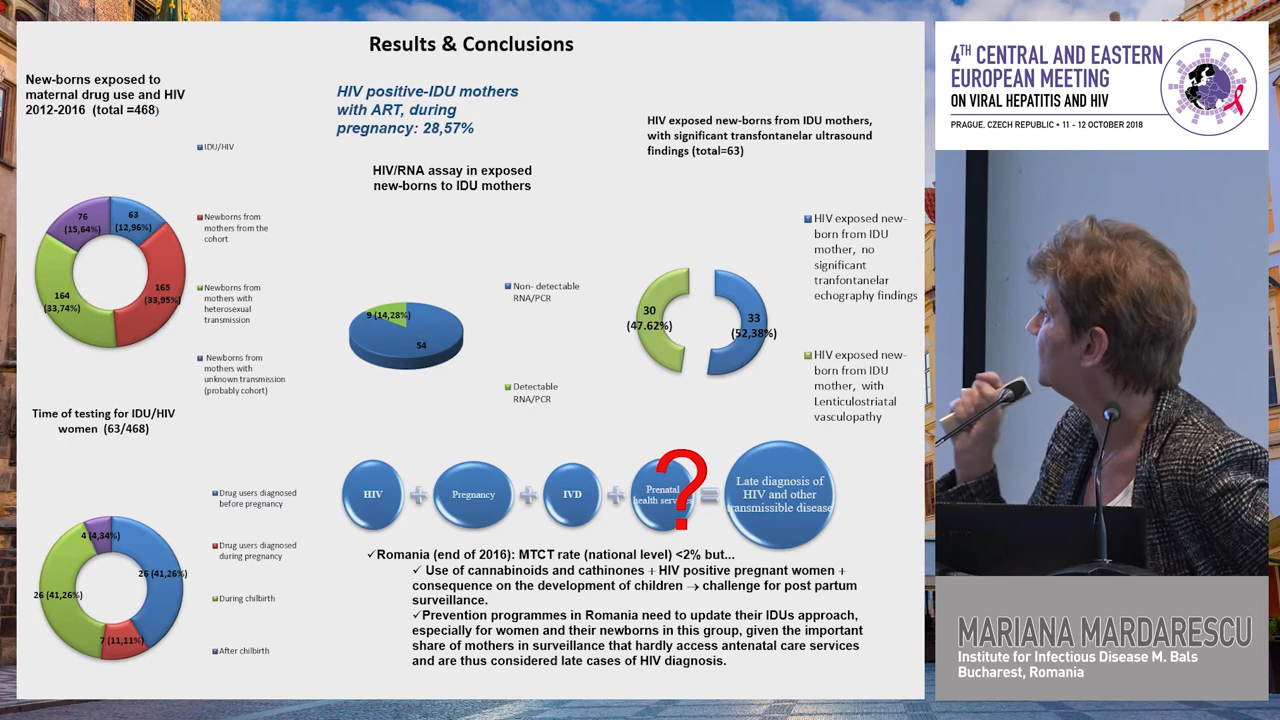 Results & Conclusions
New-borns exposed to
maternal drug use and HIV
2012-2016 (total =468)
IDU/HIV
Newborns from
mothers from the
cohort
Newborns from
mothers with
heterosexual
transmission
Newborns from
mothers with
unknown transmission
(probably cohort)
76
(15,64%)
63
(12,96%)
164
(33,74%)
165
(33,95%)
Time of testing for IDU/HIV
women (63/468)
Drug users diagnosed
before pregnancy
Drug users diagnosed
during pregnancy
During chilbirth
After chilbirth
4 (4,34%)
26 (41,26%)
26 (41,26%)
7 (11,11%)
HIV positive-IDU mothers
with ART, during
pregnancy: 28,57%
HIV/RNA assay in exposed
new-borns to IDU mothers
9 (14,28%)
54
Non- detectable
RNA/PCR
Detectable
RNA/PCR
HIV exposed new-borns from IDU mothers,
with significant transfontanelar ultrasound
findings (total=63)
30
(47.62%)
33
(52,38%)
HIV exposed new-
born from IDU
mother, no
significant
tranfontanelar
echography findings
HIV exposed new-
born from IDU
mother, with
Lenticulostriatal
vasculopathy
HIV
+
Pregnancy
+
IVD
+
Prenatal
health
?
=
Late diagnosis of
HIV and other
transmissible disease
✓Romania (end of 2016): MTCT rate (national level) <2% but...
✓ Use of cannabinoids and cathinones + HIV positive pregnant women +
consequence on the development of children → challenge for post partum
surveillance.
✓Prevention programmes in Romania need to update their IDUs approach,
especially for women and their newborns in this group, given the important
share of mothers in surveillance that hardly access antenatal care services
and are thus considered late cases of HIV diagnosis.
4TH CENTRAL AND EASTERN
EUROPEAN MEETING
ON VIRAL HEPATITIS AND HIV
PRAGUE, CZECH REPUBLIC • 11 - 12 OCTOBER 2018
MARIANA MARDARESCU
Institute for Infectious Disease M. Bals
Bucharest, Romania